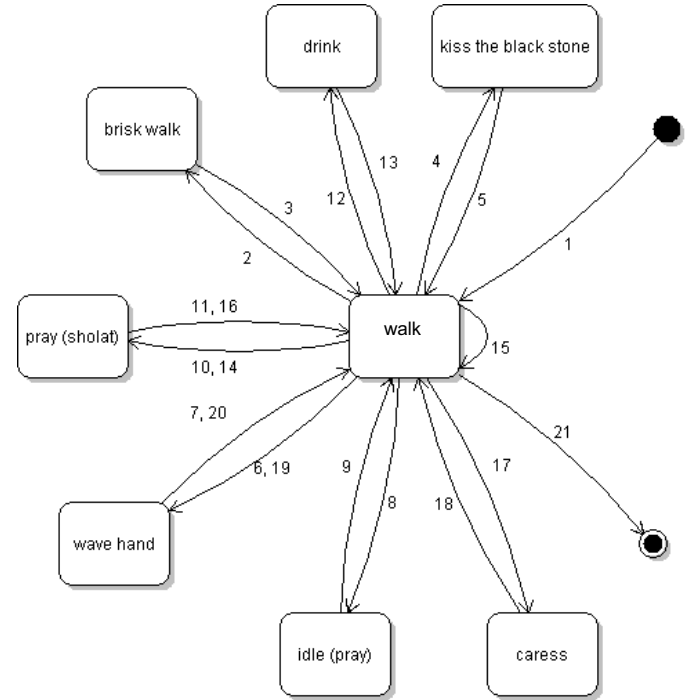 drink
kiss the black stone
brisk walk
13
4
12
5
3
1
2
11, 16
pray (sholat)
walk
15
10, 14
7, 20
21
6, 19
9
17
8
18
wave hand
idle (pray)
caress